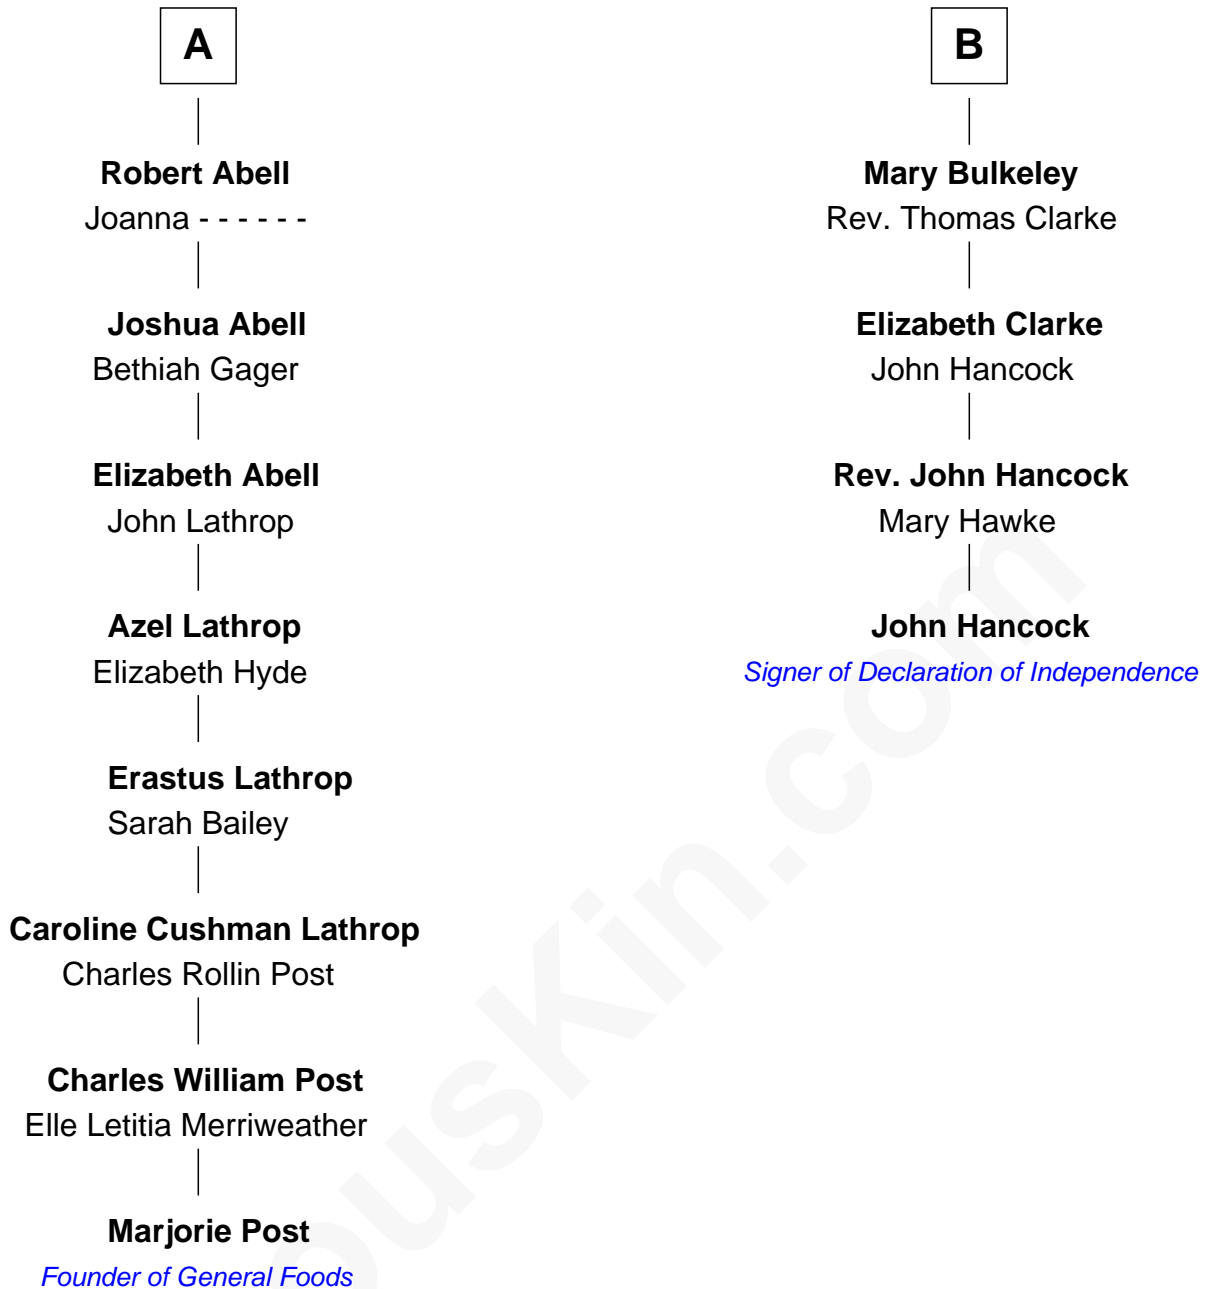 A
Robert Abell
Joanna - - - - - -
Joshua Abell
Bethiah Gager
Elizabeth Abell
John Lathrop
Azel Lathrop
Elizabeth Hyde
Erastus Lathrop
Sarah Bailey
Caroline Cushman Lathrop
Charles Rollin Post
Charles William Post
Elle Letitia Merriweather
Marjorie Post
Founder of General Foods
B
Mary Bulkeley
Rev. Thomas Clarke
Elizabeth Clarke
John Hancock
Rev. John Hancock
Mary Hawke
John Hancock
Signer of Declaration of Independence
ousKin.com